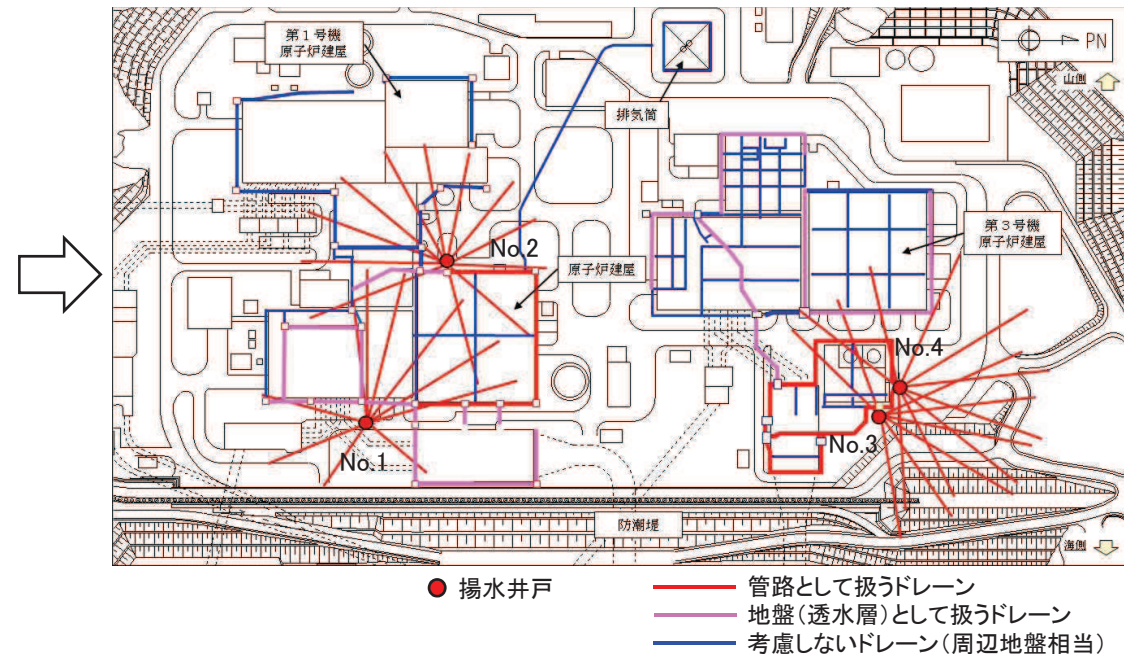 第1号機
原子炉建屋
排気筒
PN
山側
No.2
原子炉建屋
第3号機
原子炉建屋
No.4
No.1
No.3
防潮堤
海側
揚水井戸
管路として扱うドレーン
地盤(透水層)として扱うドレーン
考慮しないドレーン(周辺地盤相当)